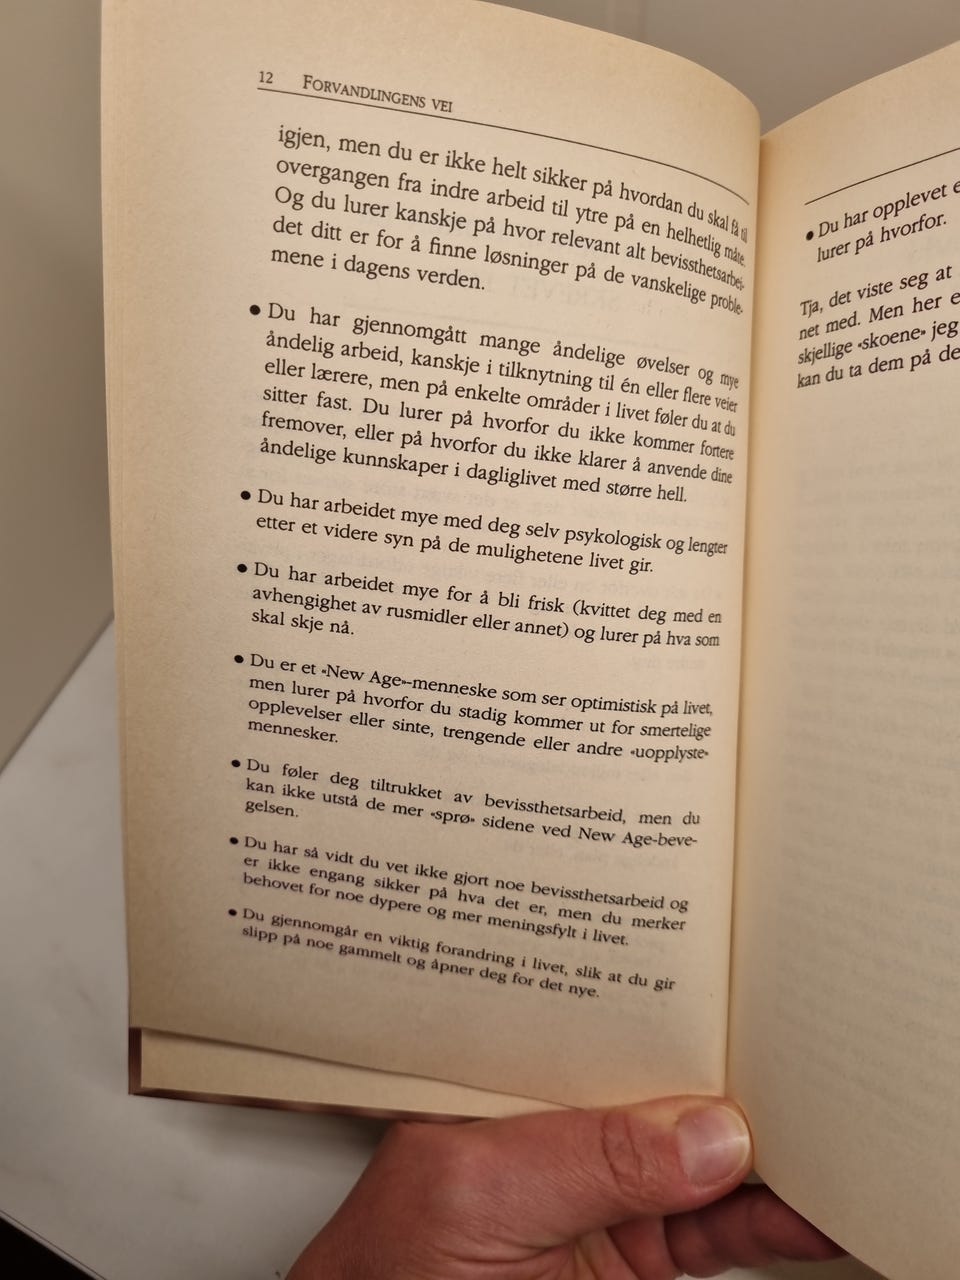 12 FORVANDLINGENS VEI
igjen, men du er ikke helt sikker på hvordan du skal få til
overgangen fra indre arbeid til ytre på en helhetlig måte.
Og du lurer kanskje på hvor relevant alt bevissthetsarbei-
det ditt er for å finne løsninger på de vanskelige proble-
mene i dagens verden.
● Du har gjennomgått mange åndelige øvelser og mye
åndelig arbeid, kanskje i tilknytning til én eller flere veier
eller lærere, men på enkelte områder i livet føler du at du
sitter fast. Du lurer på hvorfor du ikke kommer fortere
fremover, eller på hvorfor du ikke klarer å anvende dine
åndelige kunnskaper i dagliglivet med større hell.
● Du har arbeidet mye med deg selv psykologisk og lengter
etter et videre syn på de mulighetene livet gir.
● Du har arbeidet mye for å bli frisk (kvittet deg med en
avhengighet av rusmidler eller annet) og lurer på hva som
skal skje nå.
● Du er et «New Age»-menneske som ser optimistisk på livet,
men lurer på hvorfor du stadig kommer ut for smertelige
opplevelser eller sinte, trengende eller andre «uopplyste»
mennesker.
● Du føler deg tiltrukket av bevissthetsarbeid, men du
kan ikke utstå de mer «sprø» sidene ved New Age-beve-
gelsen.
● Du har så vidt du vet ikke gjort noe bevissthetsarbeid og
er ikke engang sikker på hva det er, men du merker
behovet for noe dypere og mer meningsfylt i livet.
● Du gjennomgår en viktig forandring i livet, slik at du gir
slipp på noe gammelt og åpner deg for det nye.
● Du har opplevet
lurer på hvorfor.
Tja, det viste seg at
net med. Men her
skjellige «skoene» jeg
kan du ta dem på